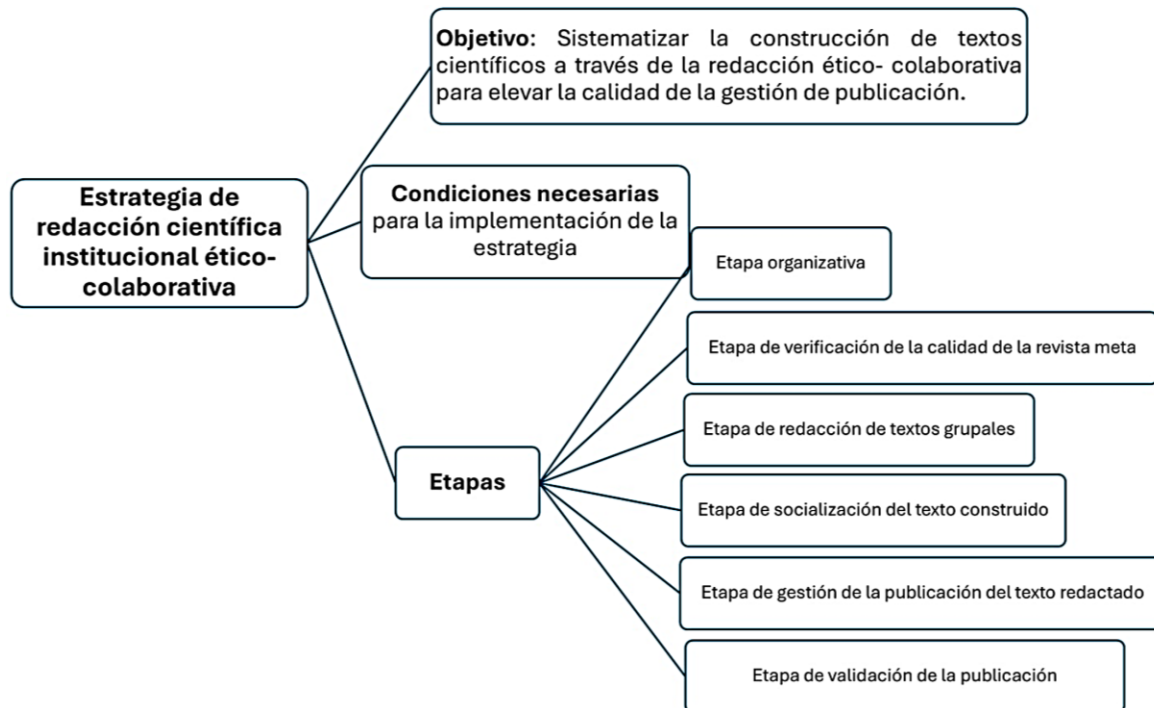 Objetivo: Sistematizar la construcción de textos
científicos a través de la redacción ético- colaborativa
para elevar la calidad de la gestión de publicación.
Estrategia de
redacción científica
institucional ético-
colaborativa
Condiciones necesarias
para la implementación de la
estrategia
Etapas
Etapa organizativa
Etapa de verificación de la calidad de la revista meta
Etapa de redacción de textos grupales
Etapa de socialización del texto construido
Etapa de gestión de la publicación del texto redactado
Etapa de validación de la publicación